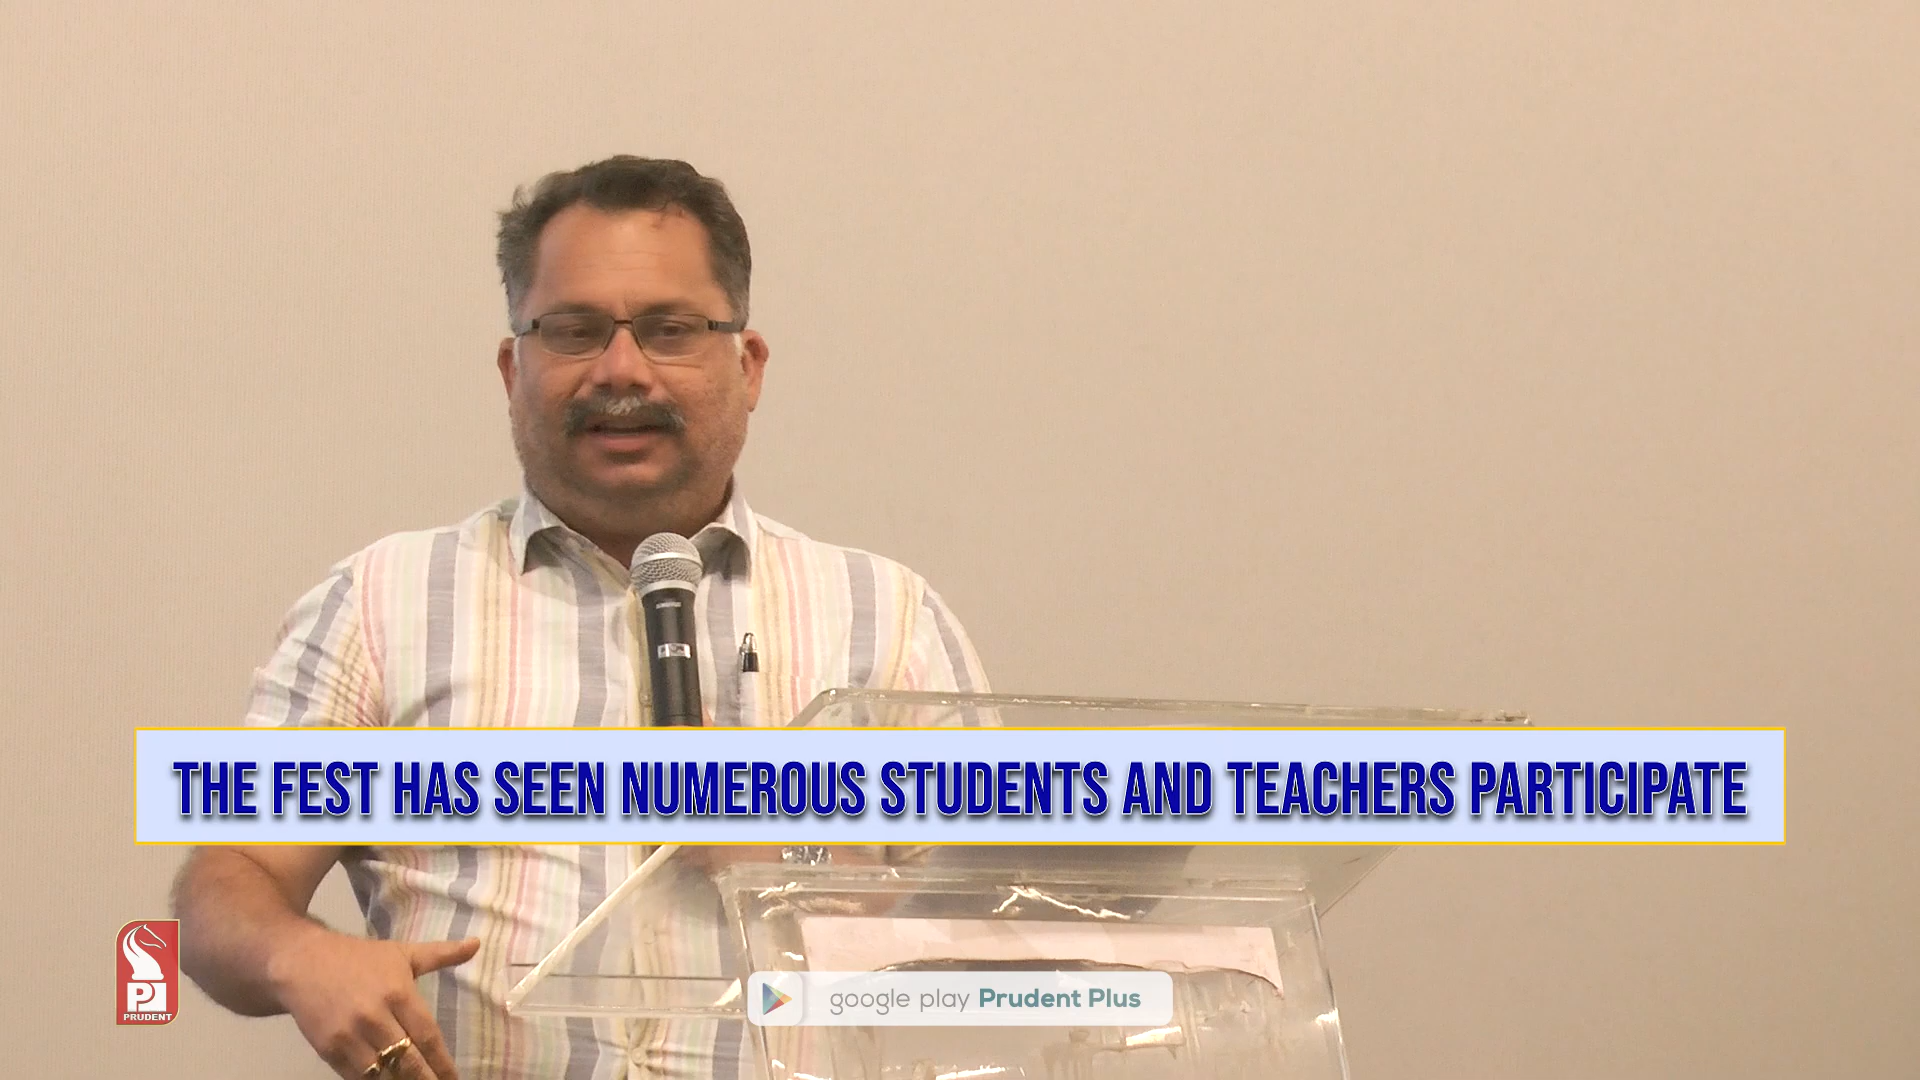 THE FEST HAS SEEN NUMEROUS STUDENTS AND TEACHERS PARTICIPATE
P
PRUDENT
google play Prudent Plus